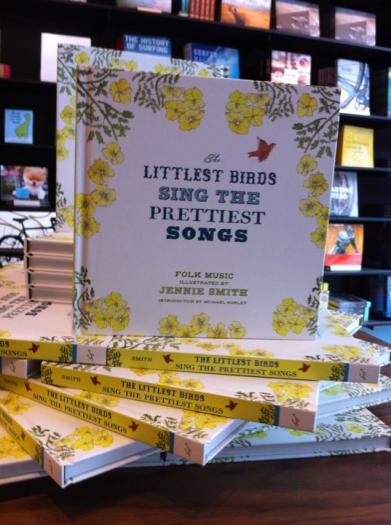 THE HISTORY
OF SURFING
The
LITTLEST BIRDS
SING THE
PRETTIEST
SONGS
FOLK MUSIC
ILLUSTRATED BY
JENNIE SMITH
INTRODUCTION BY MICHAEL HURLEY
SONGS
SMITH
THE LITTLEST BIRDS
SING THE PRETTIEST SONGS
SMITH
THE LITTLEST BIRDS
SING THE PRETTIEST SONGS
THE LITTLEST BIRDS
SING THE PRETTIEST SONGS